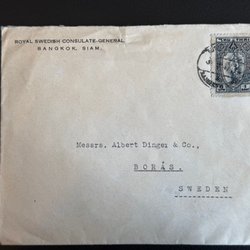 ROYAL SWEDISH CONSULATE-GENERAL
BANGKOK, SIAM.
Messrs, Albert Dinger & Co.,
BORÅS.
SWEDEN